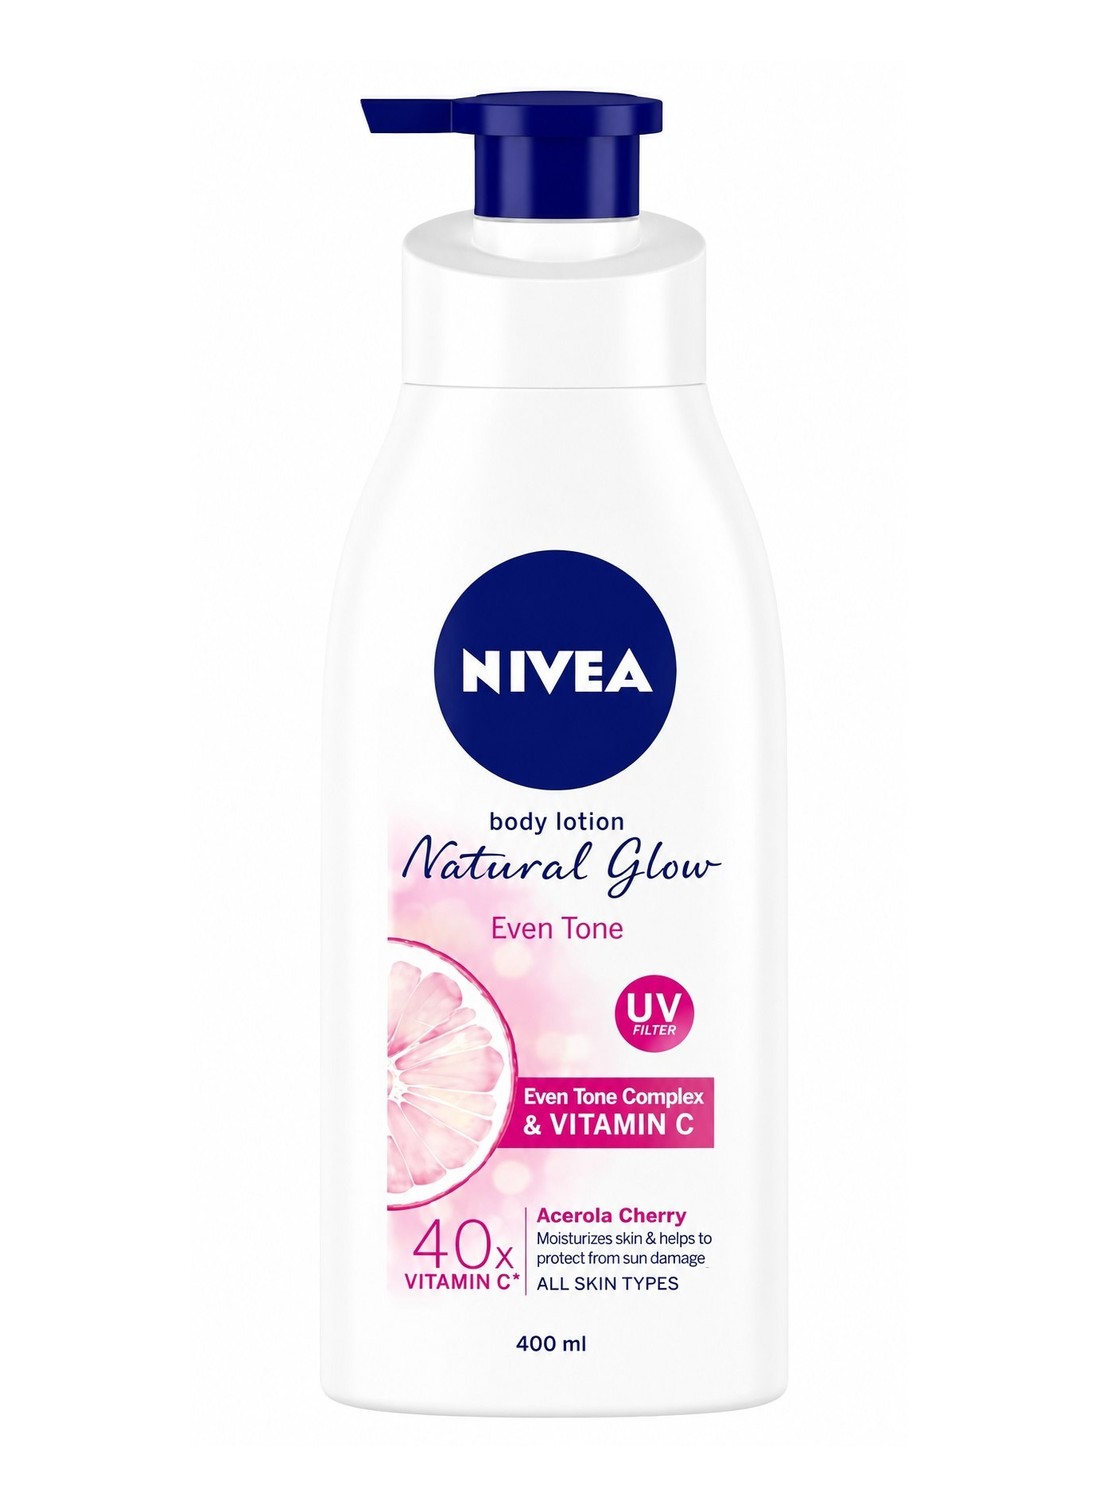 NIVEA
body lotion
Natural Glow
Even Tone
UV
FILTER
Even Tone Complex
& VITAMIN C
40x
VITAMIN C*
Acerola Cherry
Moisturizes skin & helps to
protect from sun damage
ALL SKIN TYPES
400 ml